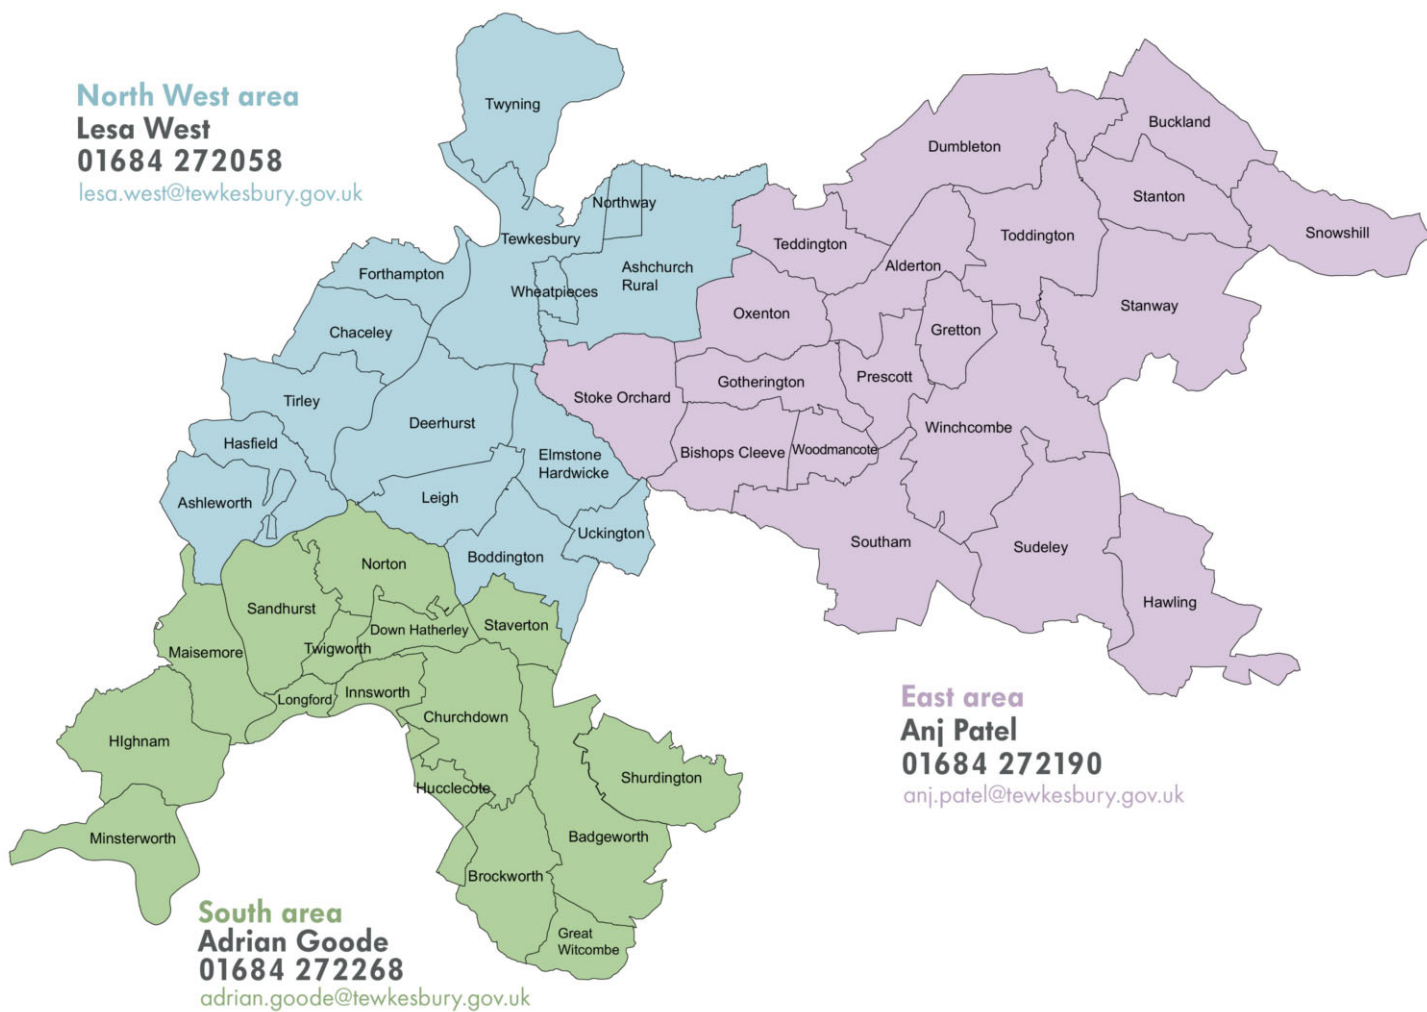 North West area
Lesa West
01684 272058
lesa.west@tewkesbury.gov.uk
Twyning
Northway
Tewkesbury
Forthampton
Wheatpieces
Ashchurch
Rural
Chaceley
Tirley
Deerhurst
Hasfield
Elmstone
Hardwicke
Ashleworth
Leigh
Uckington
Boddington
Buckland
Dumbleton
Stanton
Snowshill
Teddington
Toddington
Alderton
Stanway
Oxenton
Gretton
Gotherington
Prescott
Stoke Orchard
Winchcombe
Bishops Cleeve
Woodmancote
Southam
Sudeley
Hawling
East area
Anj Patel
01684 272190
anj.patel@tewkesbury.gov.uk
Norton
Sandhurst
Down Hatherley
Staverton
Twigworth
Maisemore
Longford
Innsworth
Churchdown
HIghnam
Hucclecote
Shurdington
Minsterworth
Badgeworth
Brockworth
Great
Witcombe
South area
Adrian Goode
01684 272268
adrian.goode@tewkesbury.gov.uk